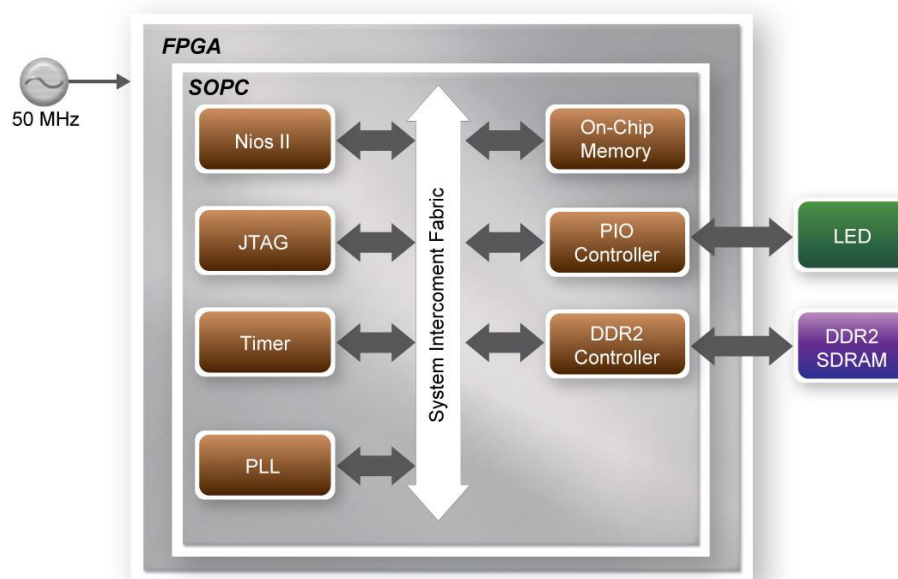 FPGA
SOPC
50 MHz
Nios II
On-Chip
Memory
JTAG
PIO
Controller
LED
Timer
DDR2
Controller
DDR2
SDRAM
PLL
System Intercoment Fabric